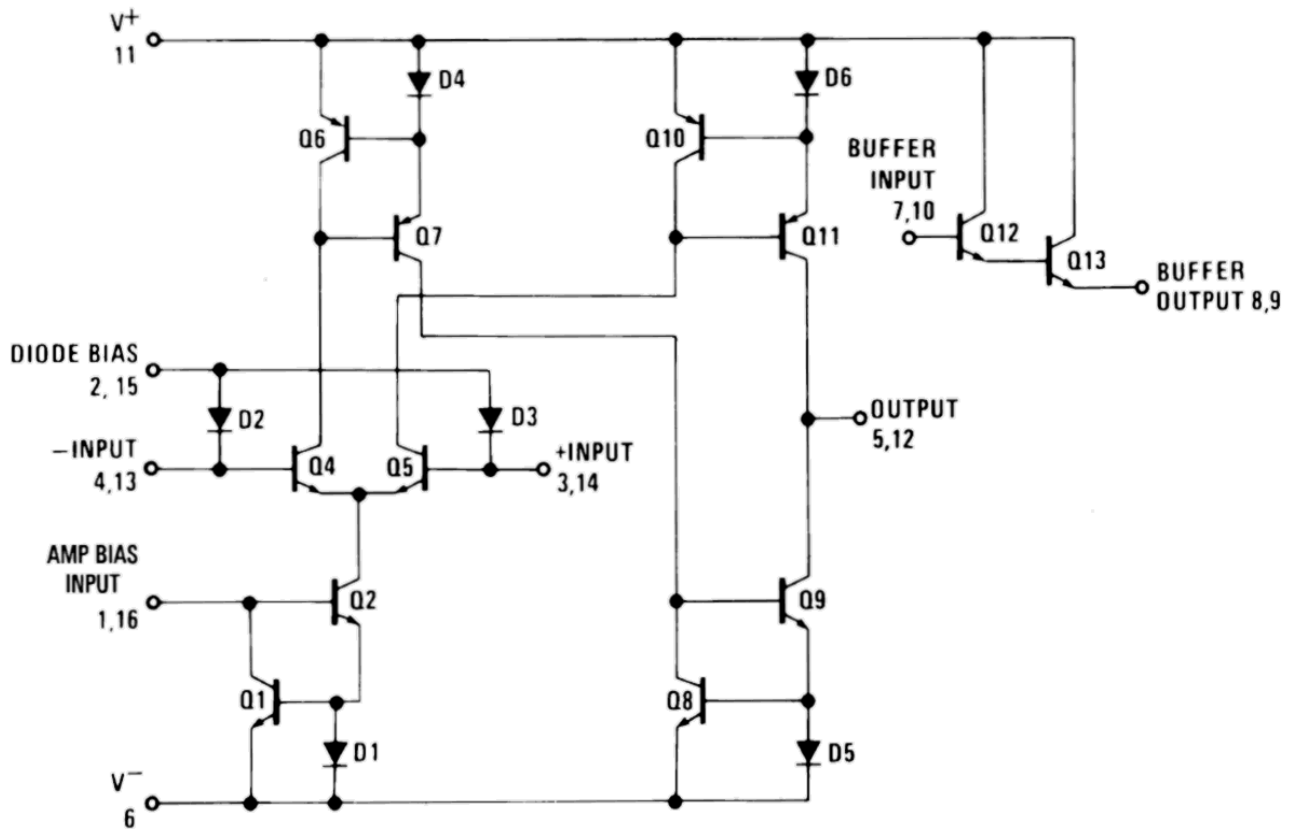 V+
11
D4
D6
Q6
Q10
BUFFER
INPUT
7,10
Q7
Q11
Q12
Q13
BUFFER
OUTPUT 8,9
DIODE BIAS
2, 15
D2
D3
OUTPUT
5,12
−INPUT
4,13
Q4
Q5
+INPUT
3,14
AMP BIAS
INPUT
1,16
Q2
Q9
Q1
Q8
D1
D5
V−
6